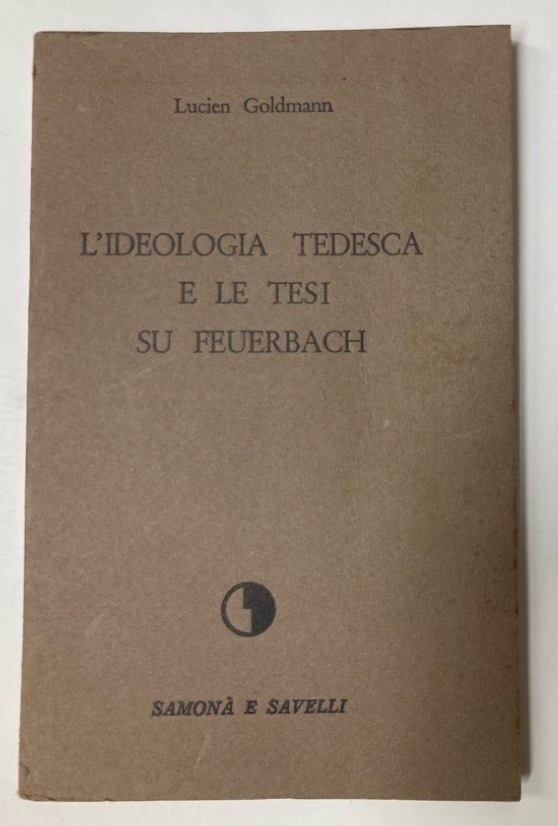 Lucien Goldmann
L'IDEOLOGIA TEDESCA
E LE TESI
SU FEUERBACH
SAMONÀ E SAVELLI